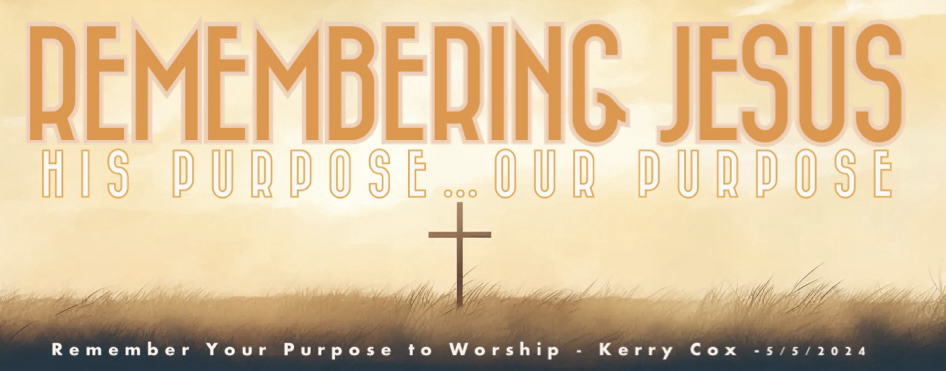 REMEMBERING JESUS
HIS PURPOSE...OUR PURPOSE
Remember Your Purpose to Worship - Kerry Cox -5/5/2024